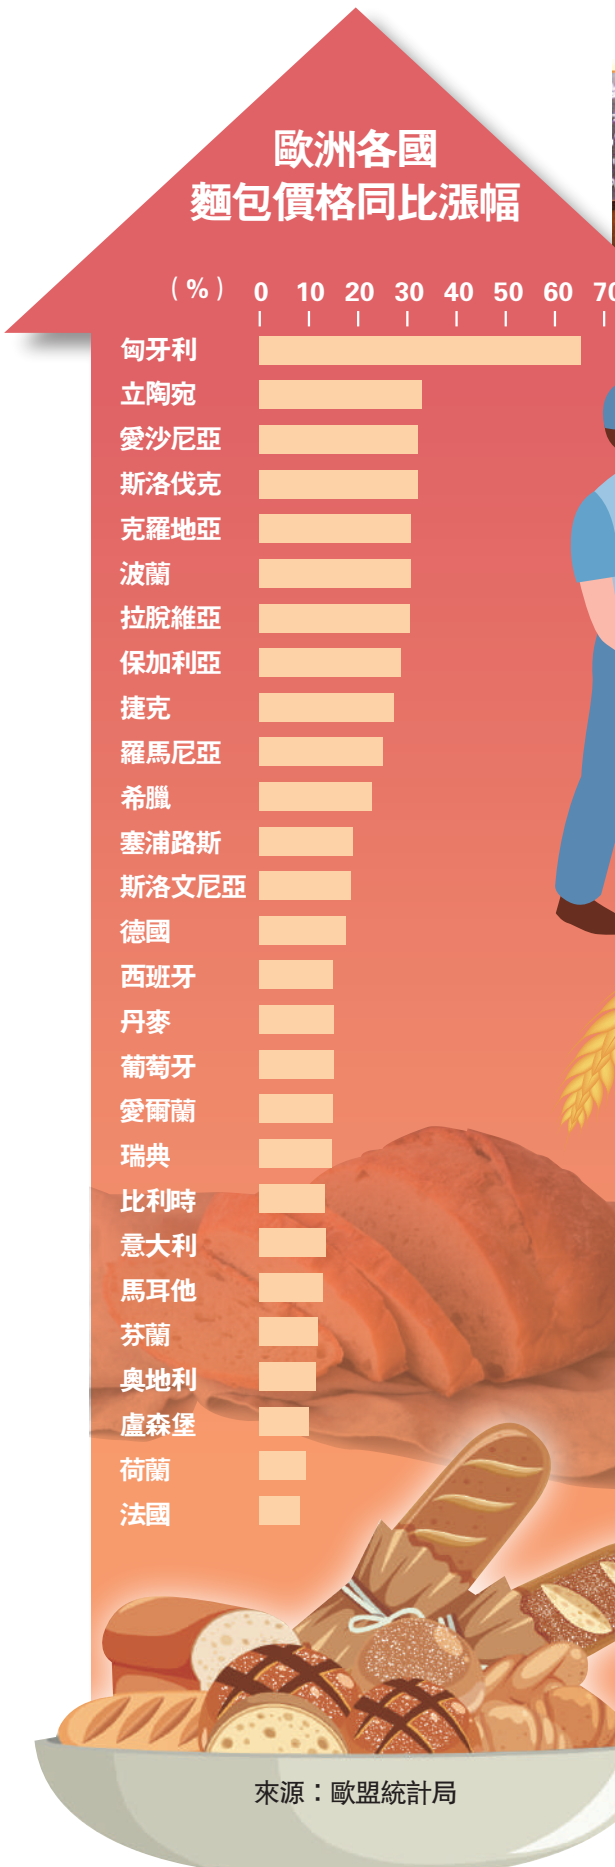 歐洲各國
麵包價格同比漲幅
(%) 0 10 20 30 40 50 60 70
匈牙利
立陶宛
愛沙尼亞
斯洛伐克
克羅地亞
波蘭
拉脫維亞
保加利亞
捷克
羅馬尼亞
希臘
塞浦路斯
斯洛文尼亞
德國
西班牙
丹麥
葡萄牙
愛爾蘭
瑞典
比利時
意大利
馬耳他
芬蘭
奧地利
盧森堡
荷蘭
法國
來源：歐盟統計局